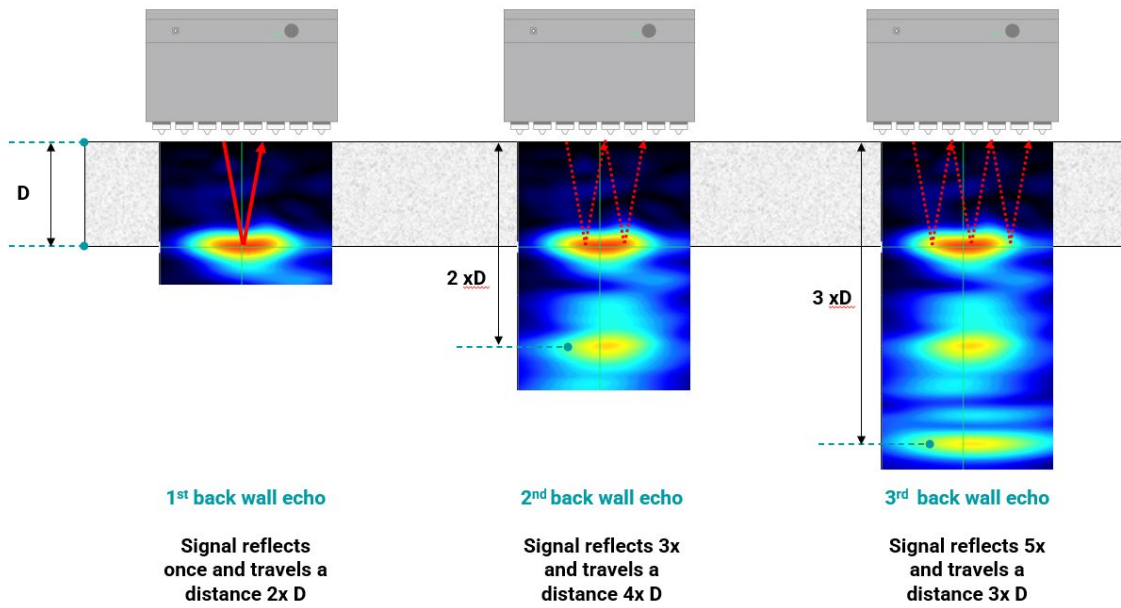 D
2 xD
3 xD
1st back wall echo
Signal reflects
once and travels a
distance 2x D
2nd back wall echo
Signal reflects 3x
and travels a
distance 4x D
3rd back wall echo
Signal reflects 5x
and travels a
distance 3x D